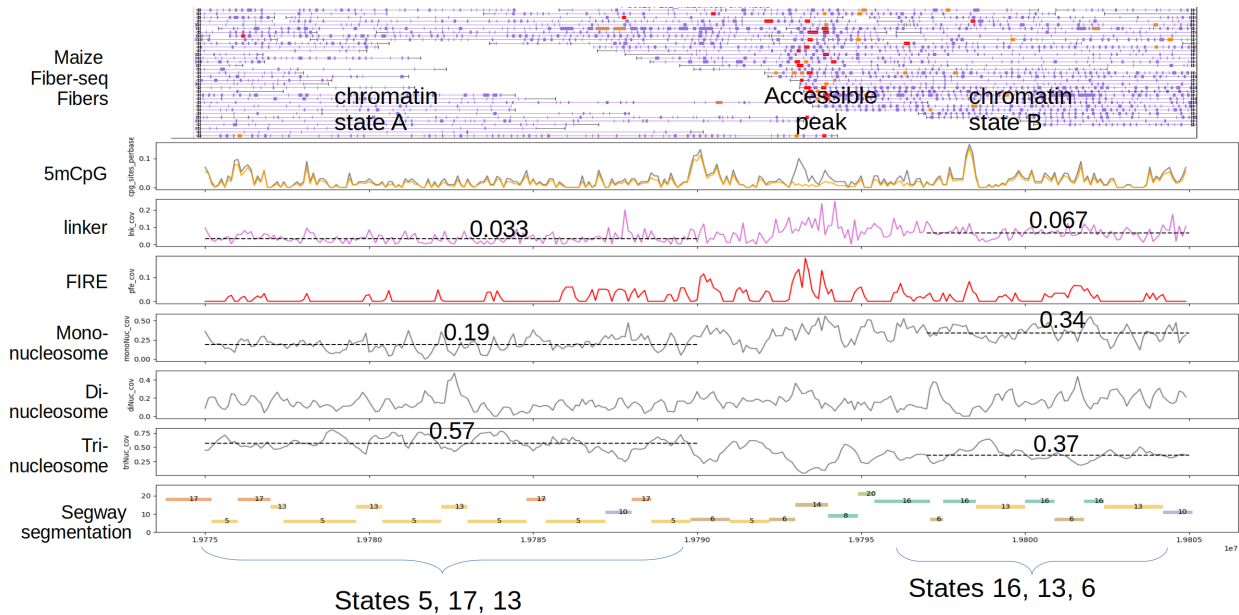 Maize
Fiber-seq
Fibers
chromatin
state A
Accessible
peak
chromatin
state B
5mCpG
cpg_sites_perbase
0.1
0.0
linker
lnk_cov
0.2
0.1
0.0
0.033
0.067
FIRE
pfe_cov
0.1
0.0
Mono-
nucleosome
monoNuc_cov
0.50
0.25
0.00
0.19
0.34
Di-
nucleosome
diNuc_cov
0.4
0.2
0.0
Tri-
nucleosome
triNuc_cov
0.75
0.50
0.25
0.57
0.37
Segway
segmentation
20
10
0
17 5 17 13 5 13 5 13 5 17 5 10 17 5 6 5 6 14 8 20 16 6 16 13 16 6 16 13 10
1.9775 1.9780 1.9785 1.9790 1.9795 1.9800 1.9805
1e7
States 5, 17, 13
States 16, 13, 6